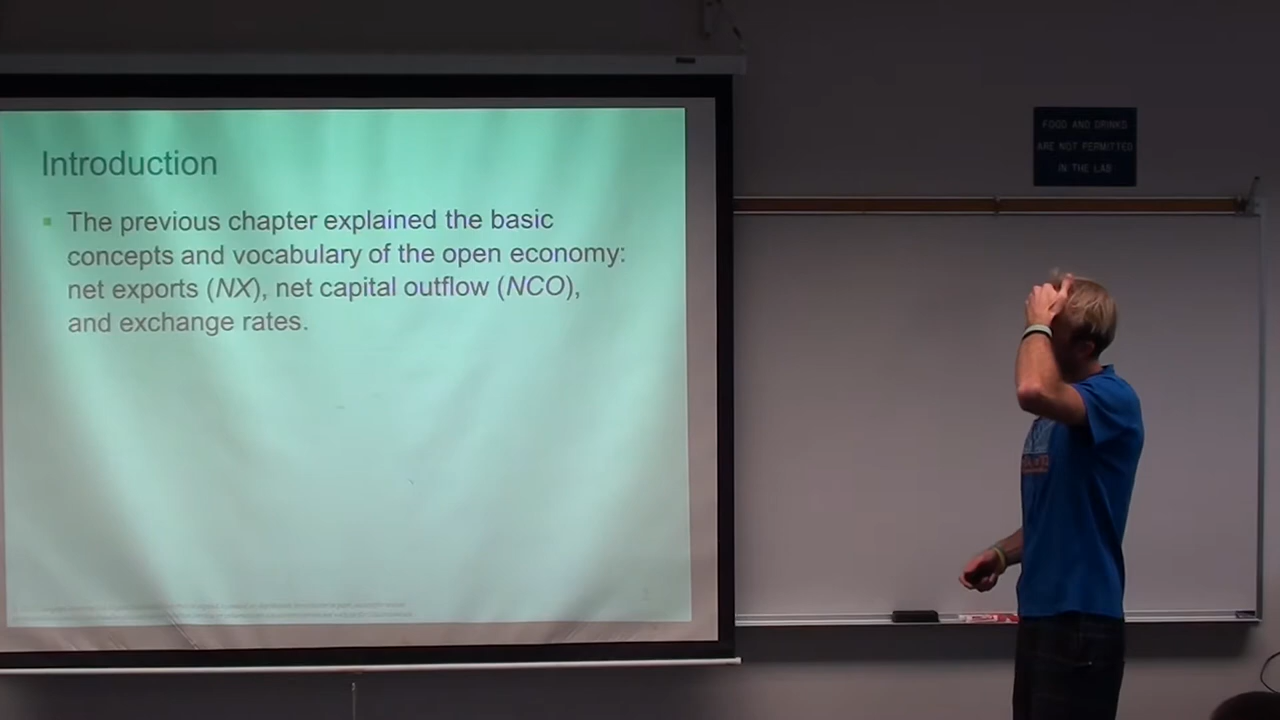 Introduction
The previous chapter explained the basic
concepts and vocabulary of the open economy:
net exports (NX), net capital outflow (NCO),
and exchange rates.
FOOD AND DRINKS
ARE NOT PERMITTED
IN THE LAB